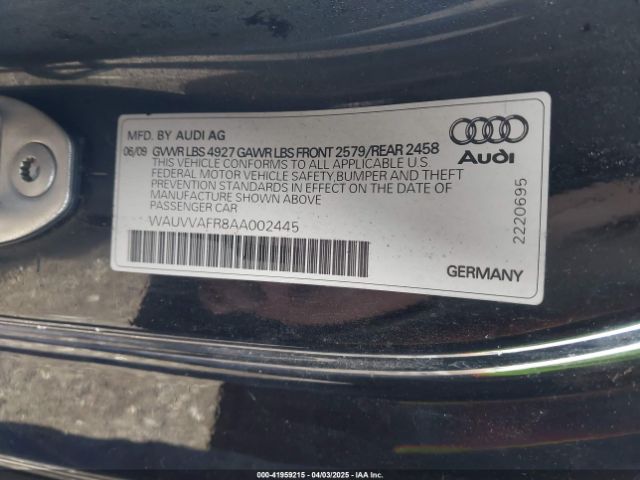 MFD. BY AUDI AG
06/09 GVWR LBS 4927 GAWR LBS FRONT 2579/REAR 2458
THIS VEHICLE CONFORMS TO ALL APPLICABLE U.S.
FEDERAL MOTOR VEHICLE SAFETY, BUMPER AND THEFT
PREVENTION STANDARDS IN EFFECT ON THE DATE OF
MANUFACTURE SHOWN ABOVE
PASSENGER CAR
WAUVVAFR8AA002445
Audi
2220695
GERMANY
000-41959215 - 04/03/2025 - IAA Inc.